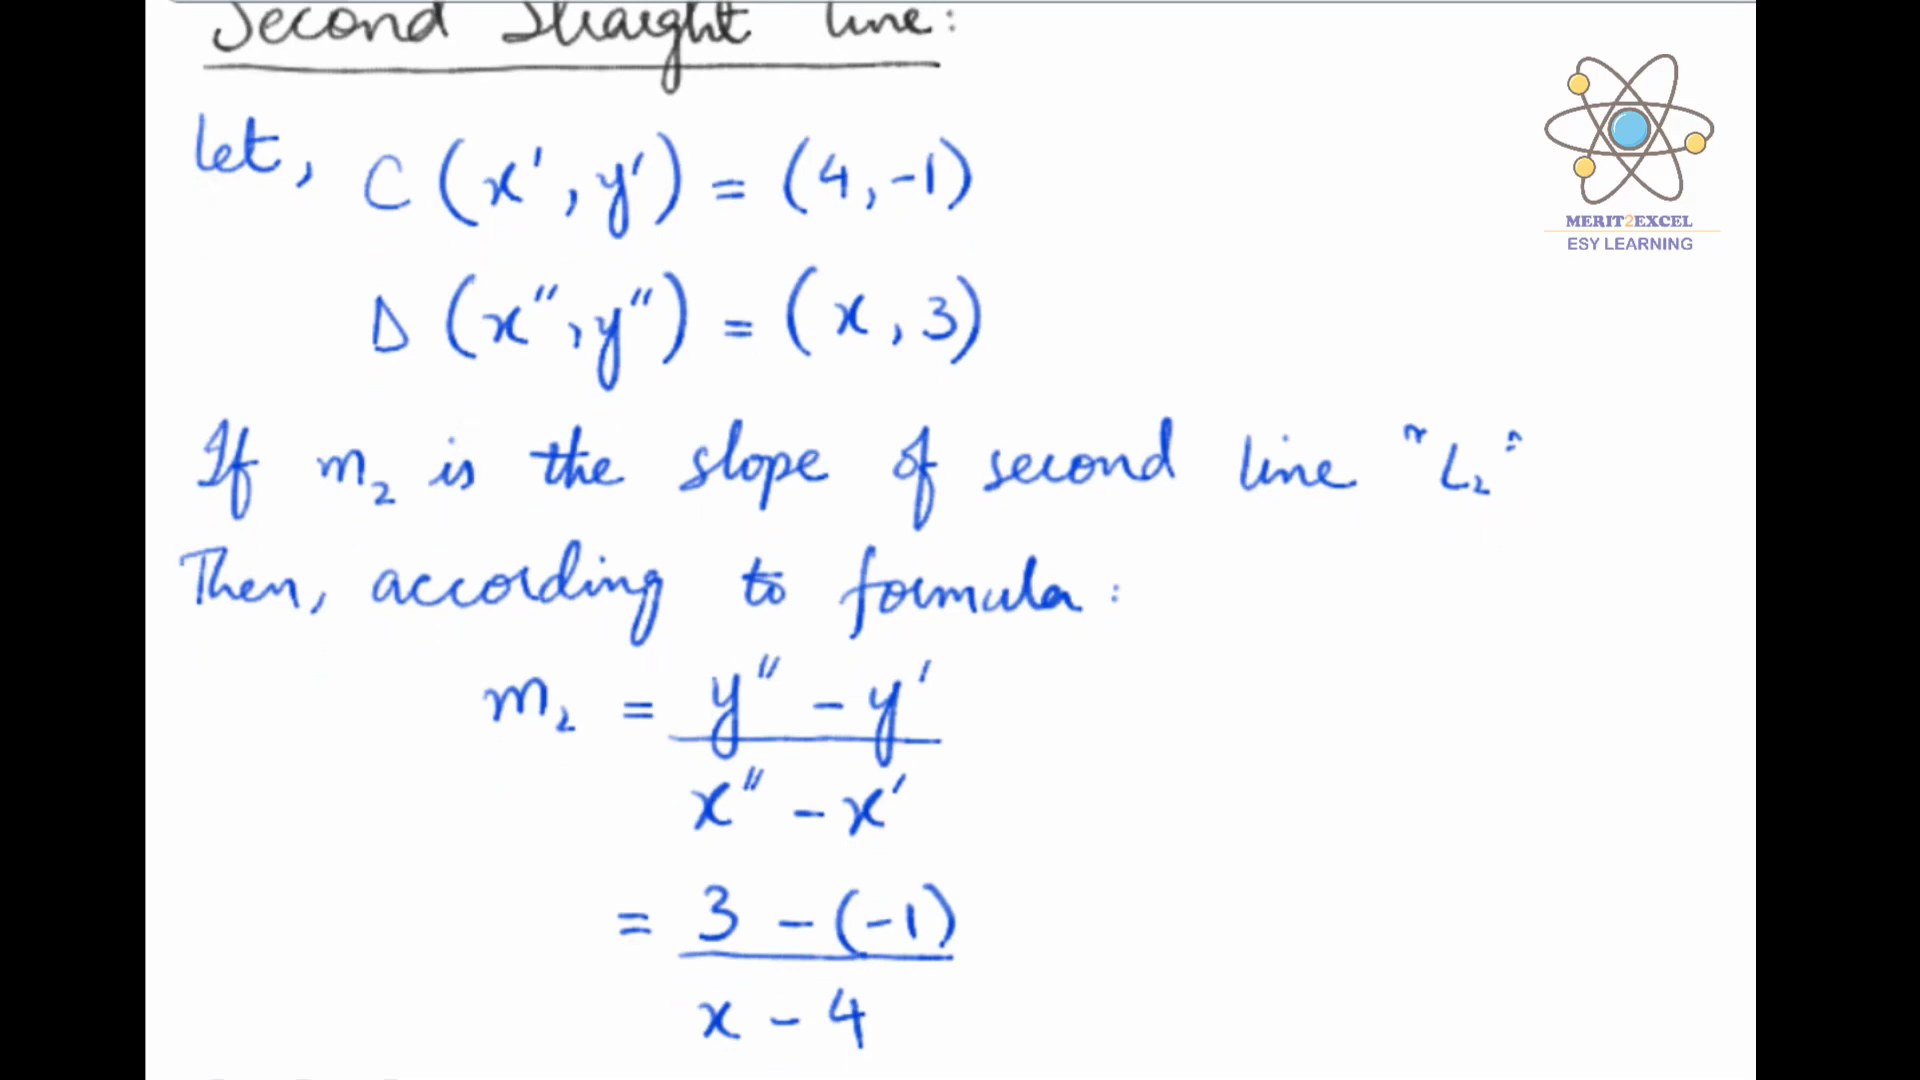 Second Straight line:
let, C (x', y') = (4, -1)
D (x'', y'') = (x, 3)
If m₂ is the slope of second line "L₂"
Then, according to formula :
m₂ = y'' - y'
x'' - x'
= 3 - (-1)
x - 4
MERIT2EXCEL
ESY LEARNING